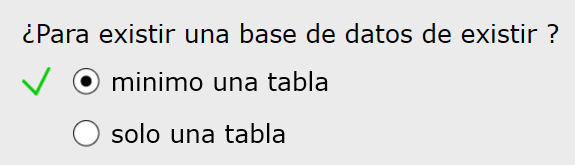 ¿Para existir una base de datos de existir ?
minimo una tabla
solo una tabla